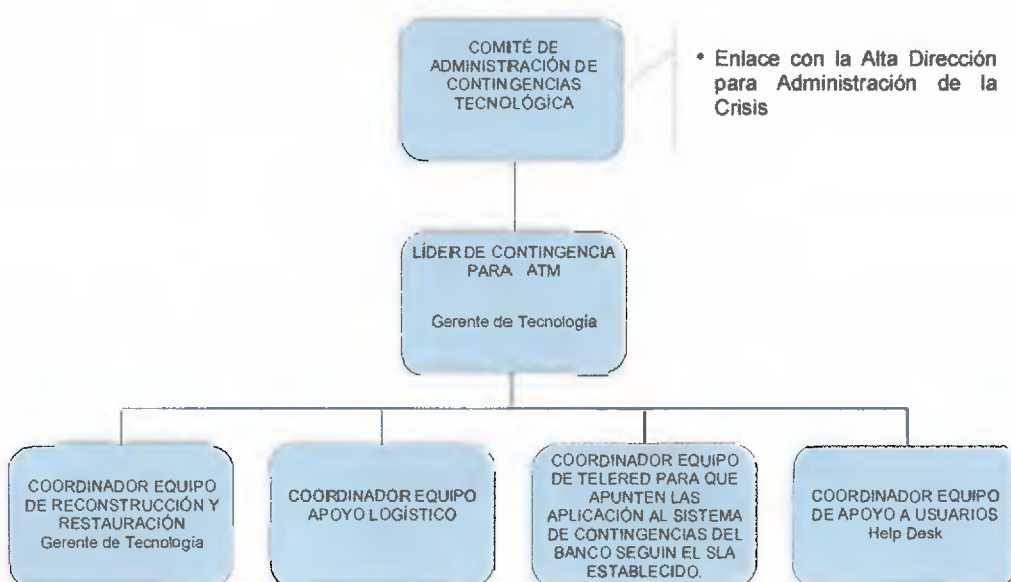 COMITÉ DE
ADMINISTRACIÓN DE
CONTINGENCIAS
TECNOLÓGICA
• Enlace con la Alta Dirección
para Administración de la
Crisis
LÍDER DE CONTINGENCIA
PARA ATM
Gerente de Tecnología
COORDINADOR EQUIPO
DE RECONSTRUCCIÓN Y
RESTAURACIÓN
Gerente de Tecnología
COORDINADOR EQUIPO
APOYO LOGÍSTICO
COORDINADOR EQUIPO
DE TELERED PARA QUE
APUNTEN LAS
APLICACIÓN AL SISTEMA
DE CONTINGENCIAS DEL
BANCO SEGUIN EL SLA
ESTABLECIDO.
COORDINADOR EQUIPO
DE APOYO A USUARIOS
Help Desk